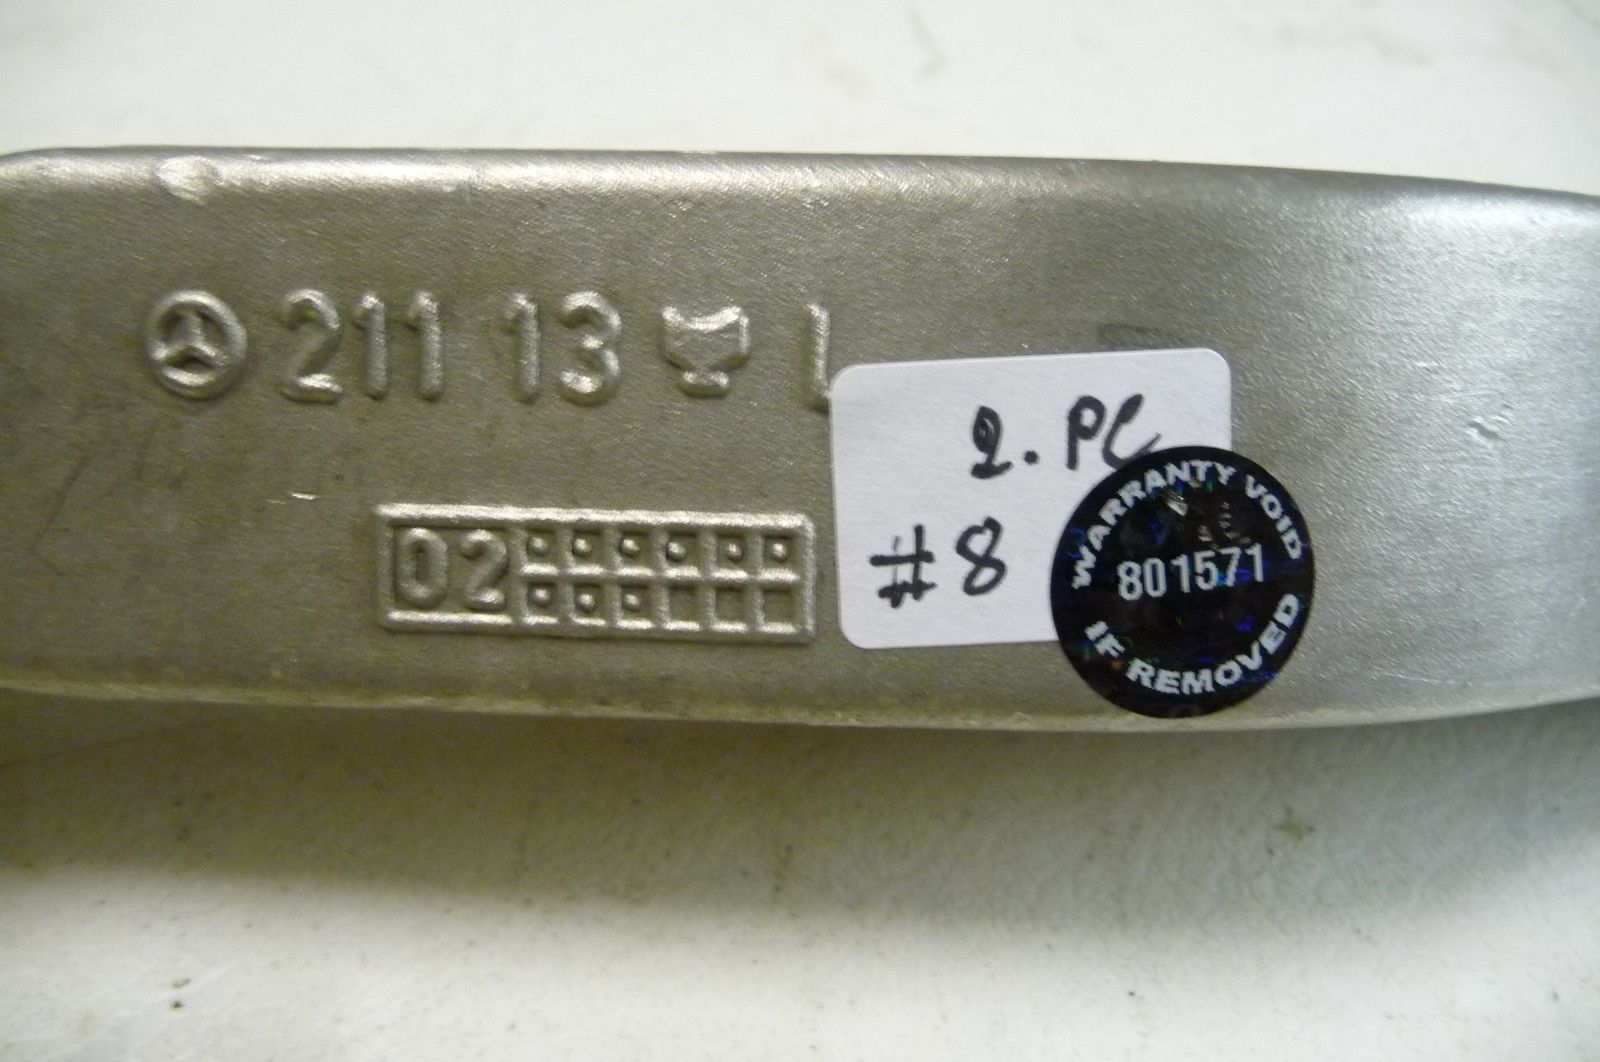 211 13 L
02
2. PC
#8
WARRANTY VOID
801571
IF REMOVED